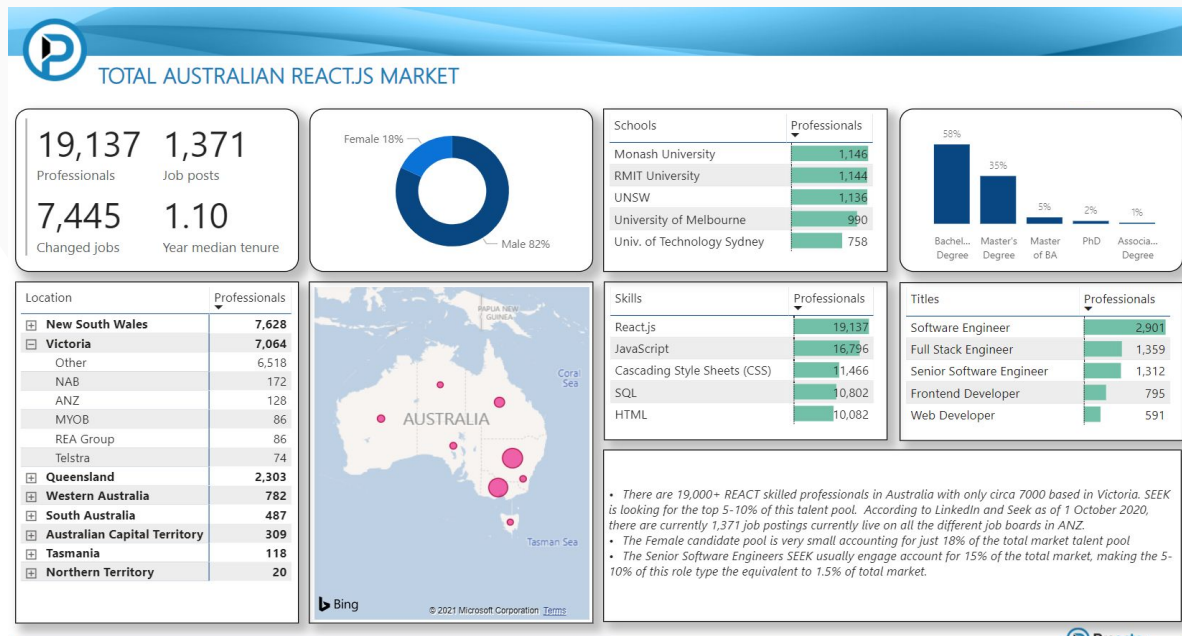 TOTAL AUSTRALIAN REACT.JS MARKET
19,137
Professionals
1,371
Job posts
7,445
Changed jobs
1.10
Year median tenure
Female 18%
Male 82%
Schools Professionals
Monash University 1,146
RMIT University 1,144
UNSW 1,136
University of Melbourne 990
Univ. of Technology Sydney 758
58%
35%
5%
2%
1%
Bachel... Degree
Master's Degree
Master of BA
PhD
Associa... Degree
Location Professionals
New South Wales 7,628
Victoria 7,064
Other 6,518
NAB 172
ANZ 128
MYOB 86
REA Group 86
Telstra 74
Queensland 2,303
Western Australia 782
South Australia 487
Australian Capital Territory 309
Tasmania 118
Northern Territory 20
PAPUA NEW
GUINEA
Coral
Sea
AUSTRALIA
Tasman Sea
Bing
© 2021 Microsoft Corporation Terms
Skills Professionals
React.js 19,137
JavaScript 16,796
Cascading Style Sheets (CSS) 11,466
SQL 10,802
HTML 10,082
Titles Professionals
Software Engineer 2,901
Full Stack Engineer 1,359
Senior Software Engineer 1,312
Frontend Developer 795
Web Developer 591
• There are 19,000+ REACT skilled professionals in Australia with only circa 7000 based in Victoria. SEEK
is looking for the top 5-10% of this talent pool. According to LinkedIn and Seek as of 1 October 2020,
there are currently 1,371 job postings currently live on all the different job boards in ANZ.
• The Female candidate pool is very small accounting for just 18% of the total market talent pool
• The Senior Software Engineers SEEK usually engage account for 15% of the total market, making the 5-
10% of this role type the equivalent to 1.5% of total market.